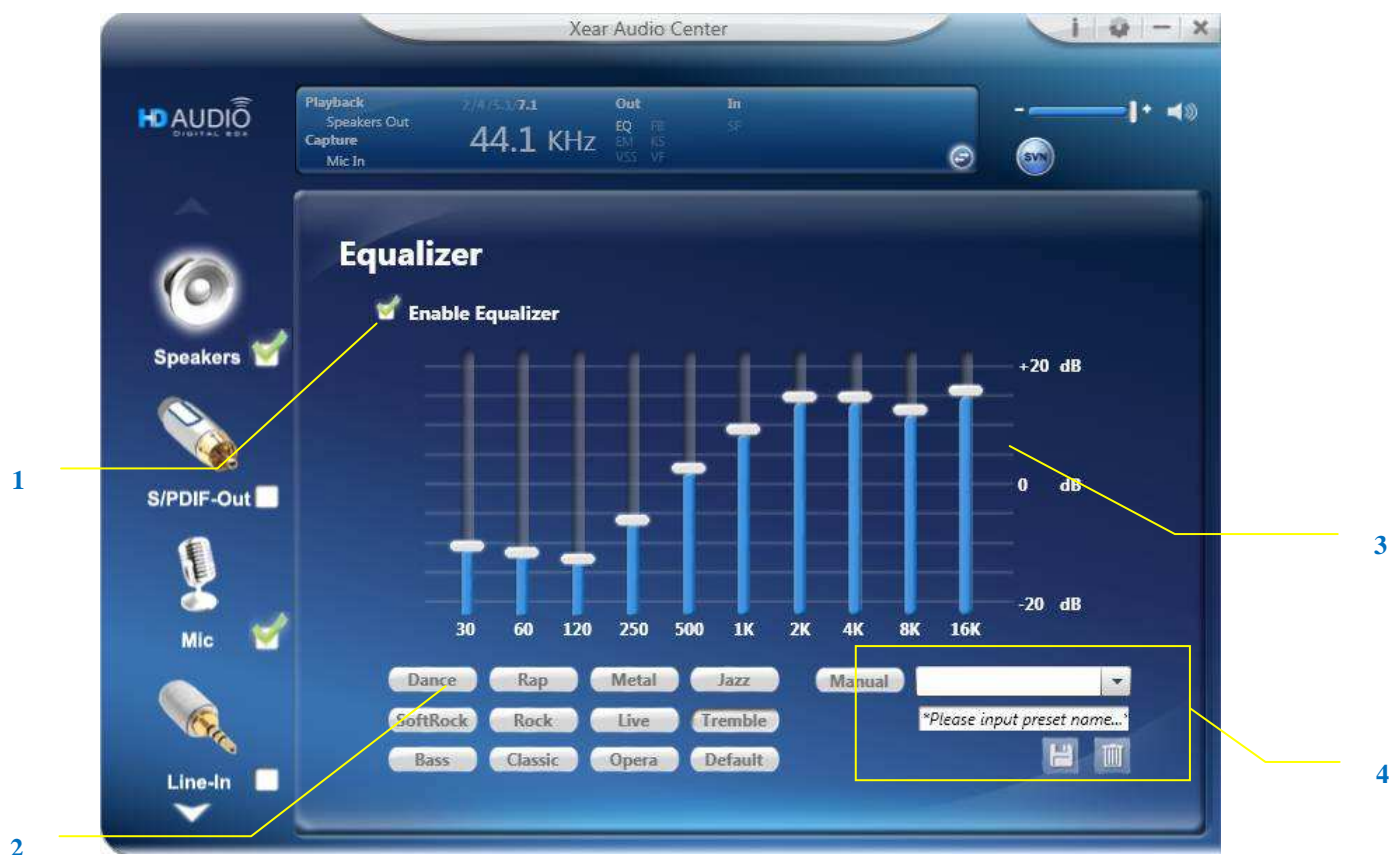 Xear Audio Center
i
HD AUDIO
DIGITAL BOX
Playback 2/4/5.1/7.1 Out In
Speakers Out EQ FB SF
Capture 44.1 KHz EM KS
Mic In VSS VF
- +
SVN
Equalizer
Enable Equalizer
Speakers
+20 dB
1
S/PDIF-Out
0 dB
3
-20 dB
30 60 120 250 500 1K 2K 4K 8K 16K
Mic
Dance Rap Metal Jazz Manual
SoftRock Rock Live Tremble *Please input preset name...*
Bass Classic Opera Default
Line-In
4
2